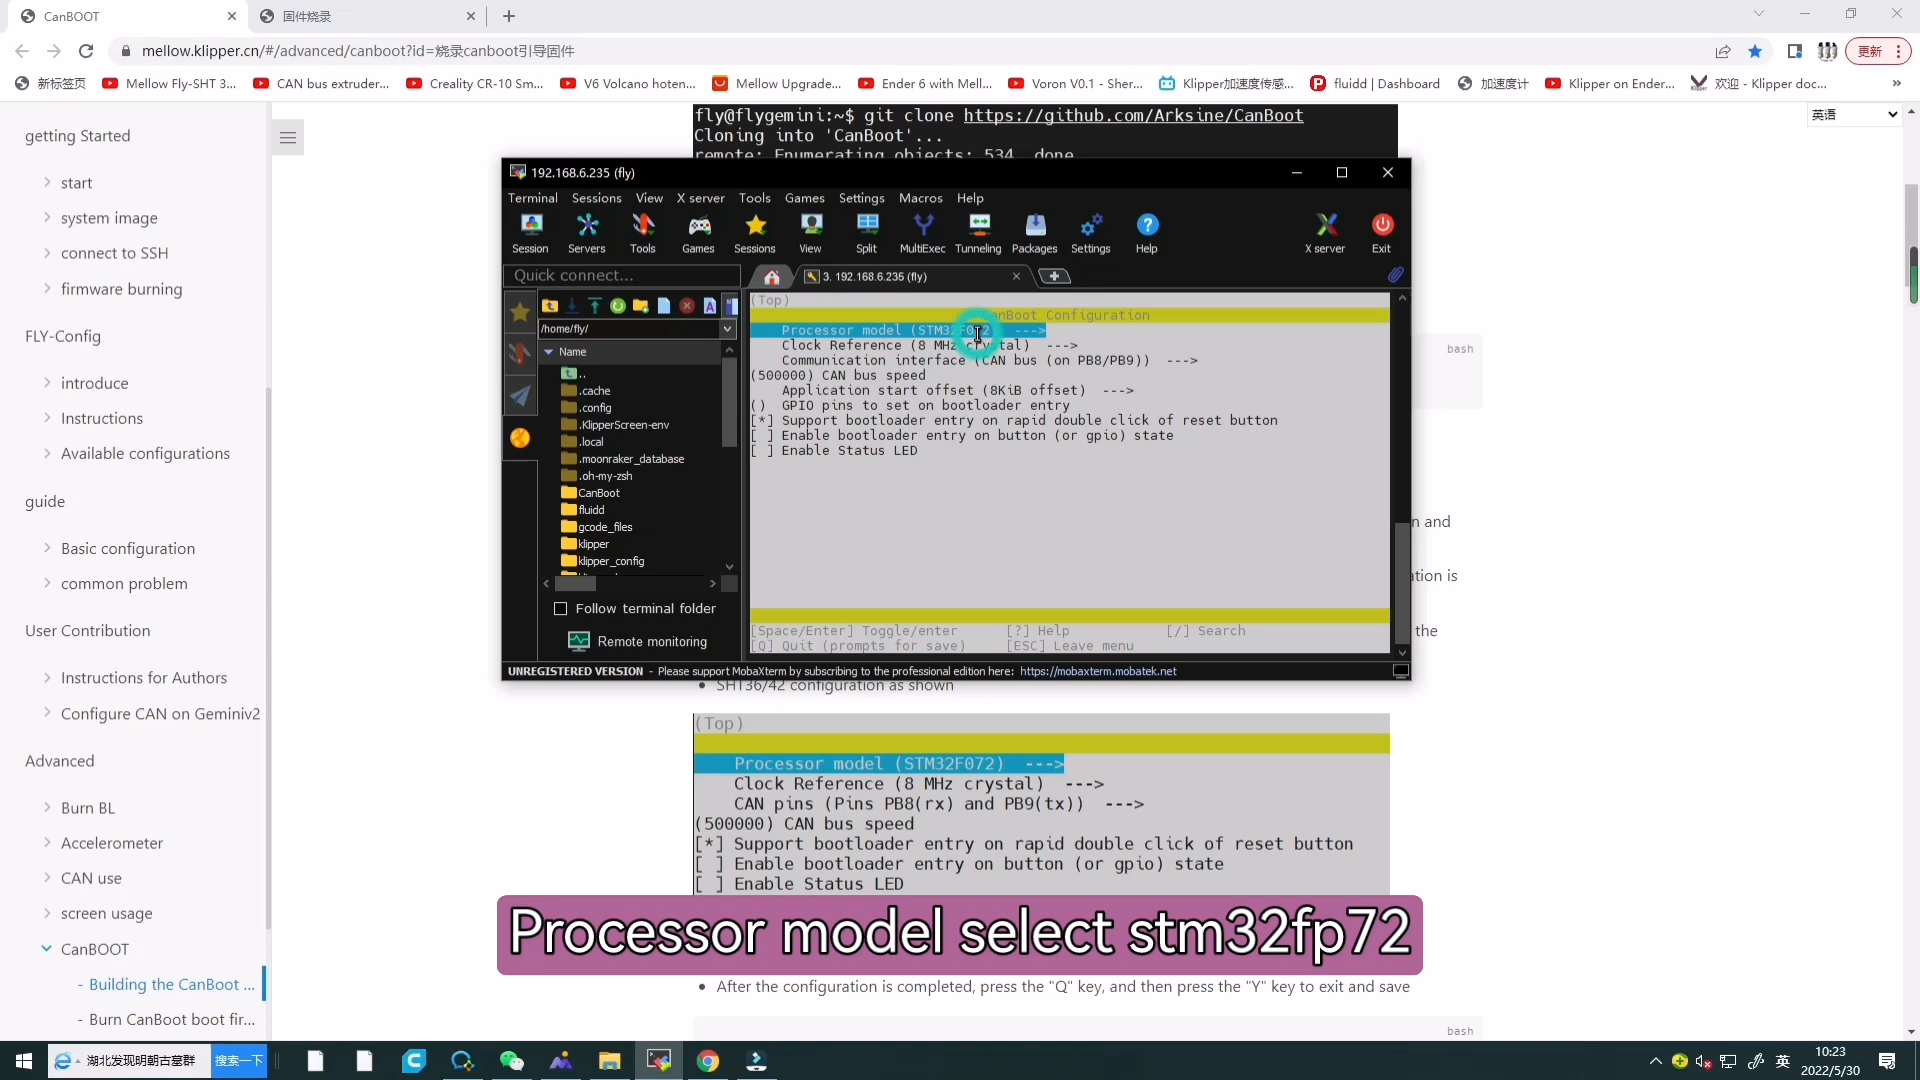 CanBOOT
固件烧录
mellow.klipper.cn/#/advanced/canboot?id=烧录canboot引导固件
更新
新标签页
Mellow Fly-SHT 3...
CAN bus extruder...
Creality CR-10 Sm...
V6 Volcano hoten...
Mellow Upgrade...
Ender 6 with Mell...
Voron V0.1 - Sher...
Klipper加速度传感...
fluidd | Dashboard
加速度计
Klipper on Ender...
欢迎 - Klipper doc...
英语
getting Started
start
system image
connect to SSH
firmware burning
FLY-Config
introduce
Instructions
Available configurations
guide
Basic configuration
common problem
User Contribution
Instructions for Authors
Configure CAN on Geminiv2
Advanced
Burn BL
Accelerometer
CAN use
screen usage
CanBOOT
- Building the CanBoot ...
- Burn CanBoot boot fir...
fly@flygemini:~$ git clone https://github.com/Arksine/CanBoot
Cloning into 'CanBoot'...
remote: Enumerating objects: 534, done.
192.168.6.235 (fly)
Terminal Sessions View X server Tools Games Settings Macros Help
Session Servers Tools Games Sessions View Split MultiExec Tunneling Packages Settings Help X server Exit
Quick connect...
3. 192.168.6.235 (fly)
/home/fly/
Name
..
.cache
.config
.KlipperScreen-env
.local
.moonraker_database
.oh-my-zsh
CanBoot
fluidd
gcode_files
klipper
klipper_config
Follow terminal folder
Remote monitoring
(Top)
CanBoot Configuration
Processor model (STM32F072) --->
Clock Reference (8 MHz crystal) --->
Communication interface (CAN bus (on PB8/PB9)) --->
(500000) CAN bus speed
Application start offset (8KiB offset) --->
() GPIO pins to set on bootloader entry
[*] Support bootloader entry on rapid double click of reset button
[ ] Enable bootloader entry on button (or gpio) state
[ ] Enable Status LED
[Space/Enter] Toggle/enter [?] Help [/] Search
[Q] Quit (prompts for save) [ESC] Leave menu
UNREGISTERED VERSION - Please support MobaXterm by subscribing to the professional edition here: https://mobaxterm.mobatek.net
bash
n and
tion is
the
• SHT36/42 configuration as shown
(Top)
Processor model (STM32F072) --->
Clock Reference (8 MHz crystal) --->
CAN pins (Pins PB8(rx) and PB9(tx)) --->
(500000) CAN bus speed
[*] Support bootloader entry on rapid double click of reset button
[ ] Enable bootloader entry on button (or gpio) state
[ ] Enable Status LED
Processor model select stm32fp72
• After the configuration is completed, press the "Q" key, and then press the "Y" key to exit and save
bash
湖北发现明朝古墓群
搜索一下
英
10:23
2022/5/30